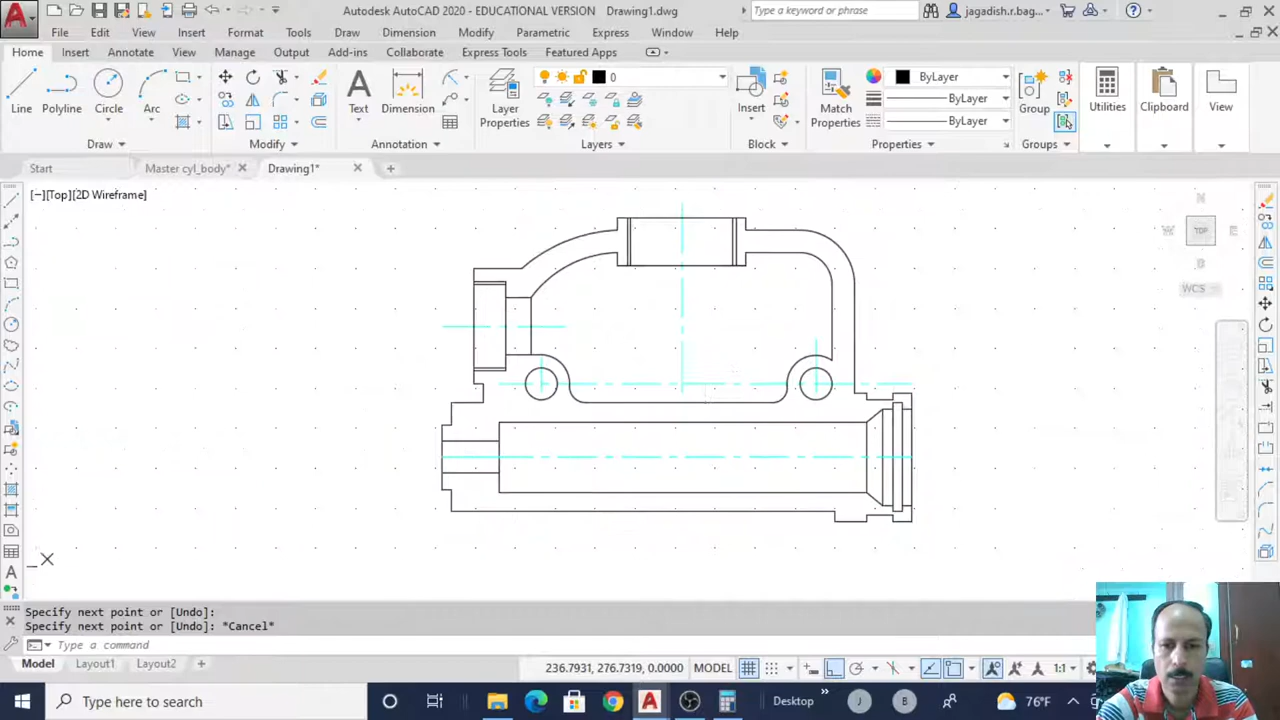 Autodesk AutoCAD 2020 - EDUCATIONAL VERSION Drawing1.dwg
Type a keyword or phrase
jagadish.r.bag...
File Edit View Insert Format Tools Draw Dimension Modify Parametric Express Window Help
Home Insert Annotate View Manage Output Add-ins Collaborate Express Tools Featured Apps
Line Polyline Circle Arc
Text Dimension
Layer Properties
0
Insert
Match Properties
ByLayer
ByLayer
ByLayer
Group
Utilities
Clipboard
View
Draw Modify Annotation Layers Block Properties Groups
Start Master cyl_body* Drawing1*
[−][Top][2D Wireframe]
N
W TOP E
B
WCS
Specify next point or [Undo]:
Specify next point or [Undo]: *Cancel*
Type a command
Model Layout1 Layout2 +
236.7931, 276.7319, 0.0000 MODEL 1:1
Type here to search
Desktop
J
B
76°F